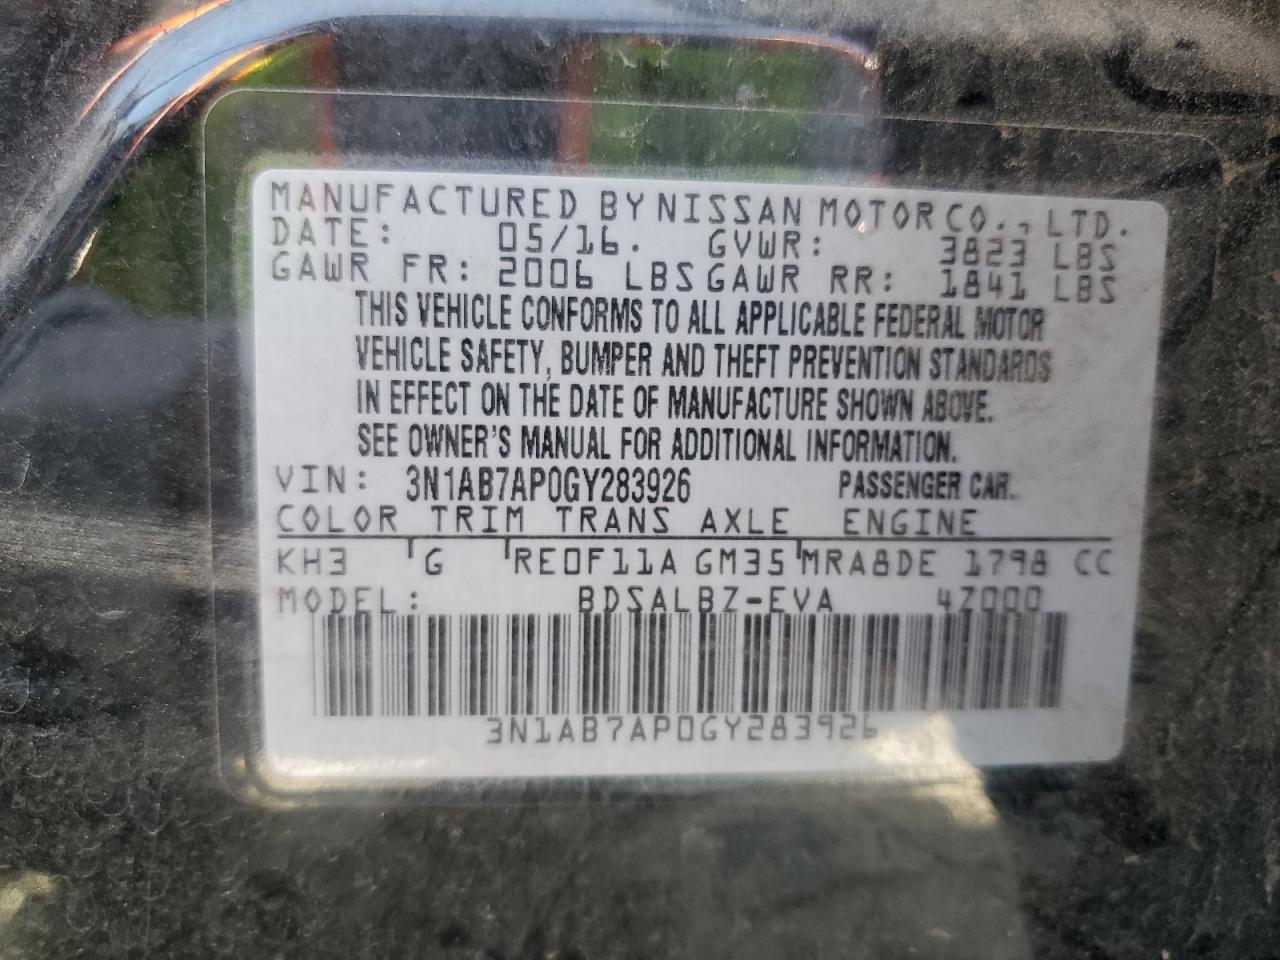 MANUFACTURED BY NISSAN MOTOR CO., LTD.
DATE: 05/16. GVWR: 3823 LBS
GAWR FR: 2006 LBS GAWR RR: 1841 LBS
THIS VEHICLE CONFORMS TO ALL APPLICABLE FEDERAL MOTOR
VEHICLE SAFETY, BUMPER AND THEFT PREVENTION STANDARDS
IN EFFECT ON THE DATE OF MANUFACTURE SHOWN ABOVE.
SEE OWNER'S MANUAL FOR ADDITIONAL INFORMATION.
VIN: 3N1AB7AP0GY283926 PASSENGER CAR.
COLOR TRIM TRANS AXLE ENGINE
KH3 G RE0F11A GM35 MRA8DE 1798 CC
MODEL: BDSALBZ-EVA 4Z000
3N1AB7AP0GY283926